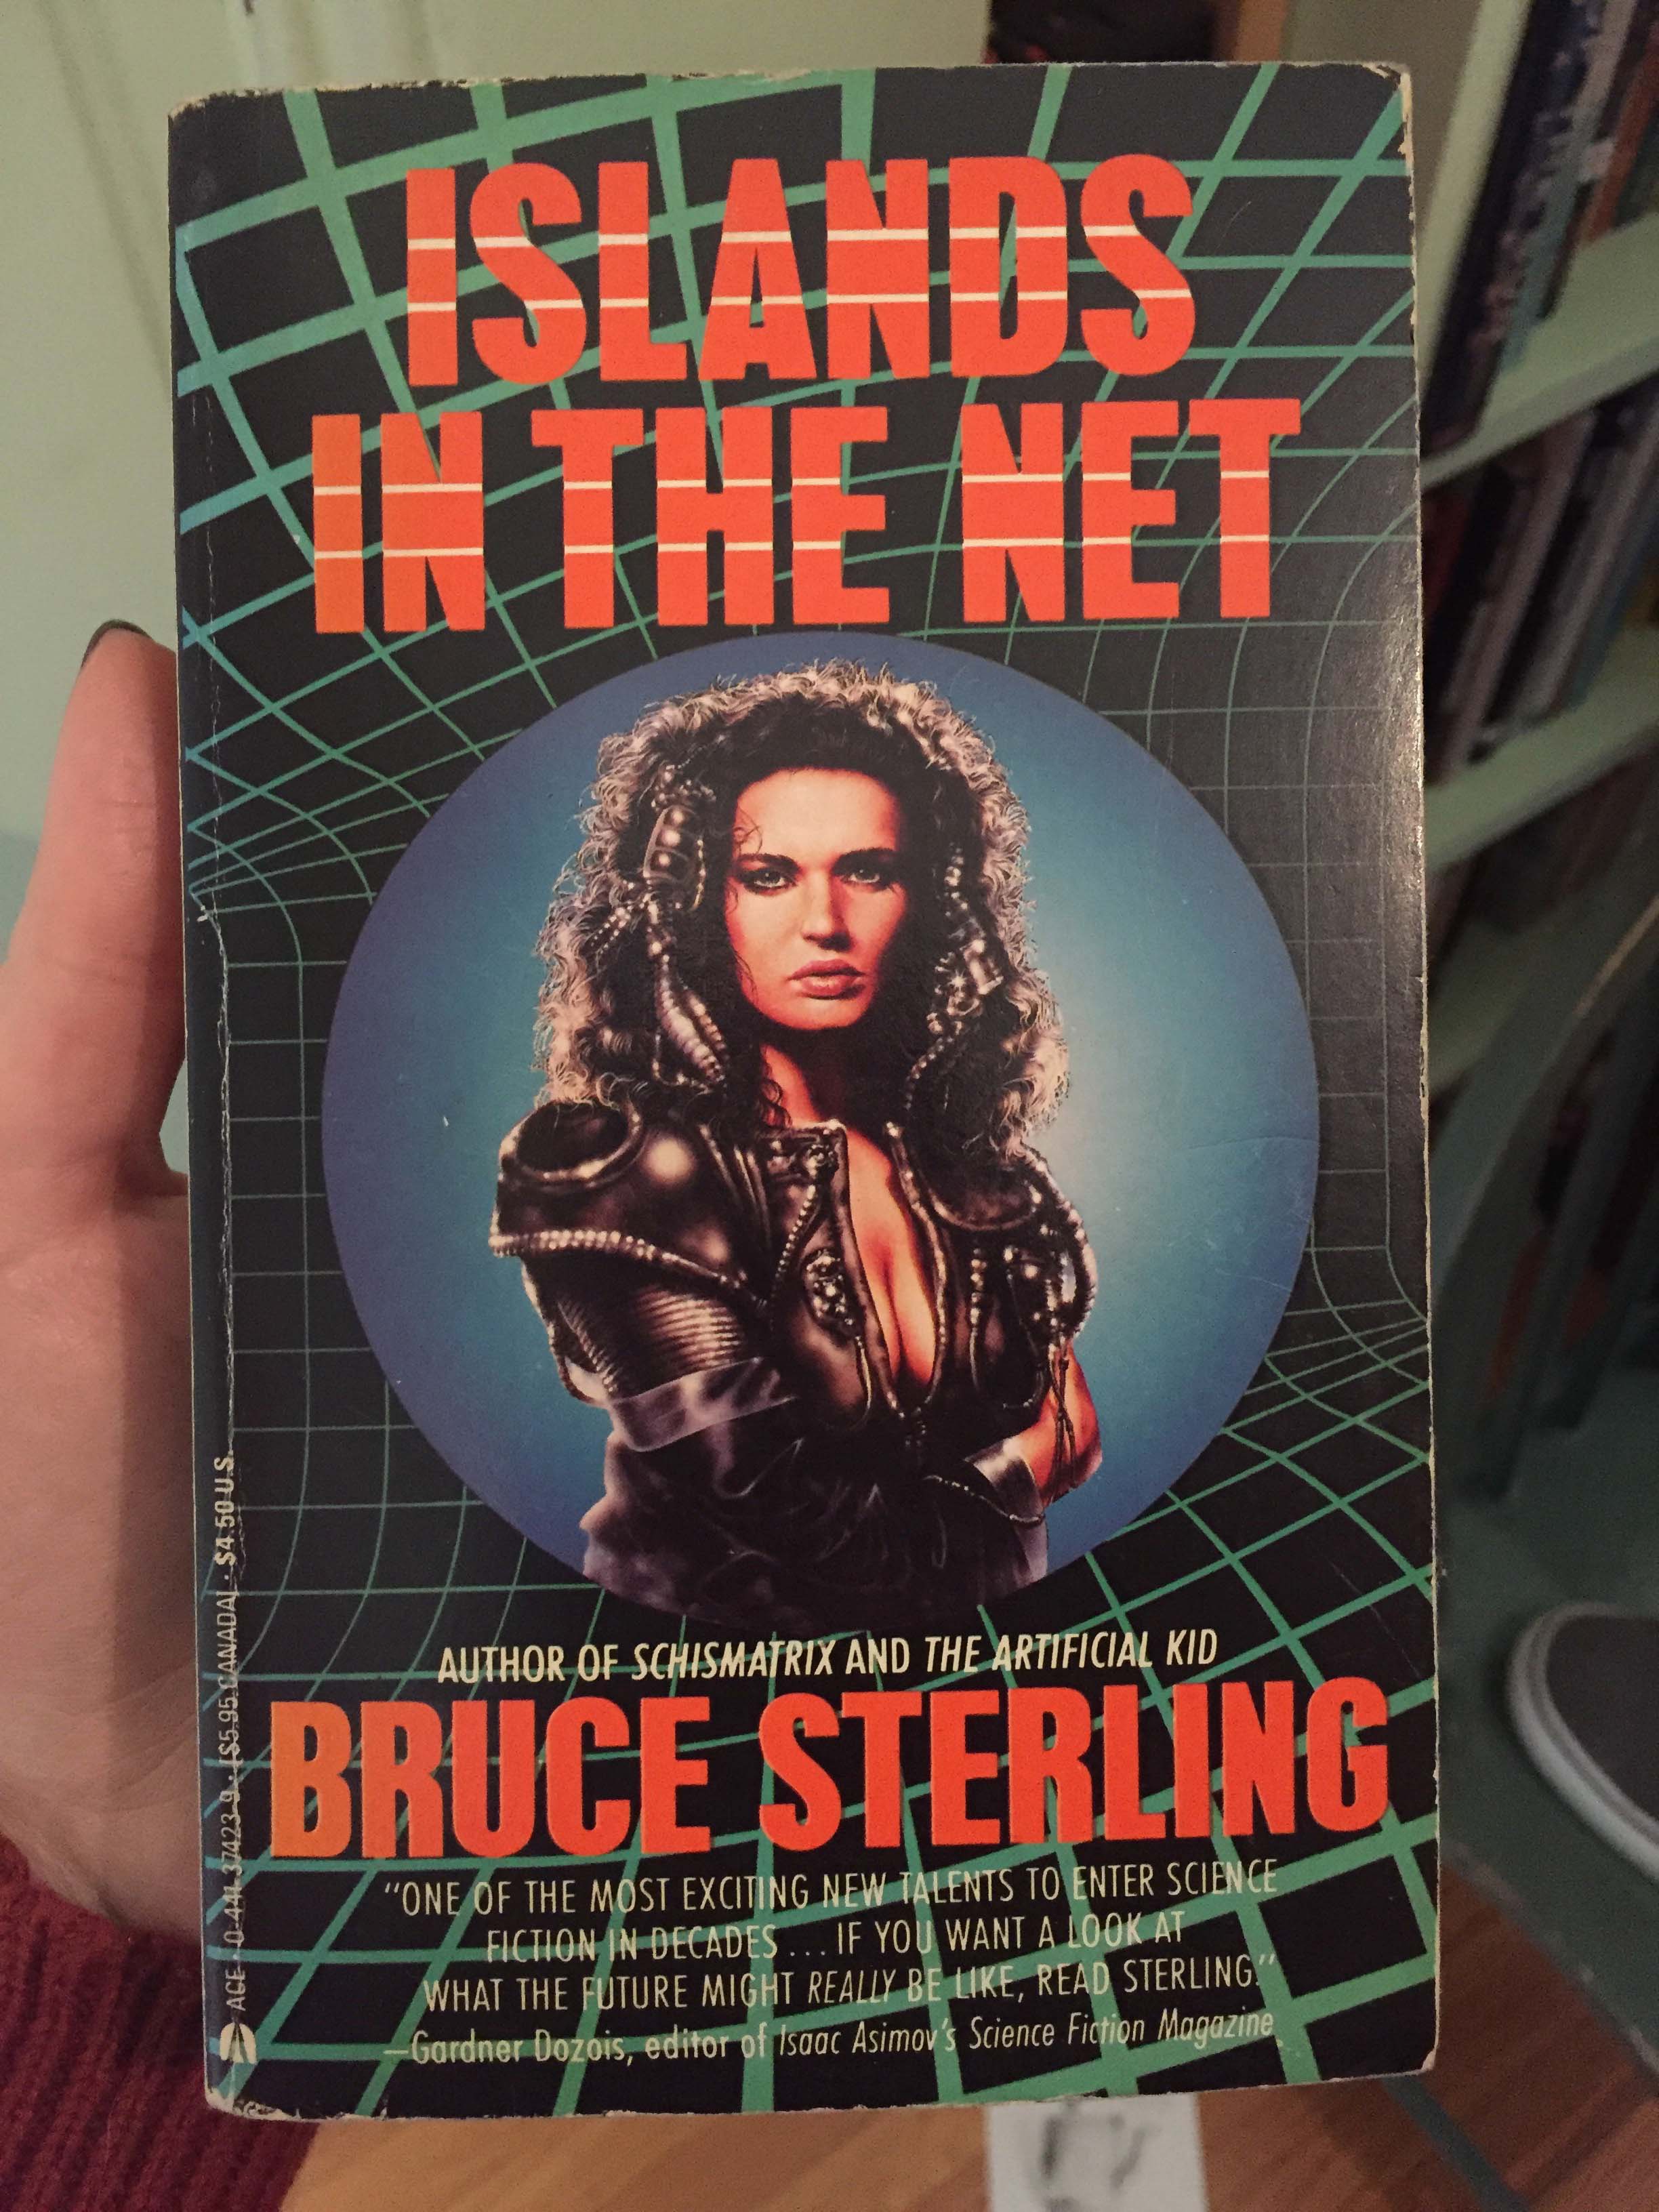 ISLANDS
IN THE NET
AUTHOR OF SCHISMATRIX AND THE ARTIFICIAL KID
BRUCE STERLING
"ONE OF THE MOST EXCITING NEW TALENTS TO ENTER SCIENCE
FICTION IN DECADES... IF YOU WANT A LOOK AT
WHAT THE FUTURE MIGHT REALLY BE LIKE, READ STERLING."
—Gardner Dozois, editor of Isaac Asimov's Science Fiction Magazine
ACE · 0-441-37423-9 · [$5.95 CANADA] · $4.50 U.S.